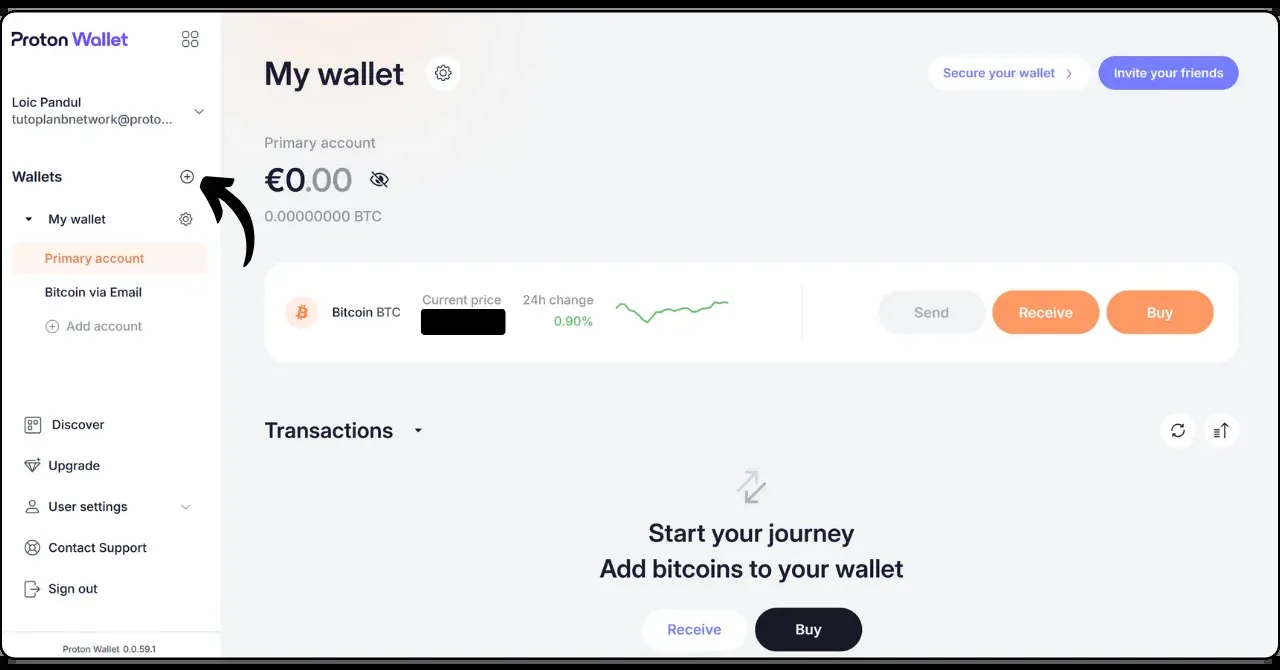 Proton Wallet
Loic Pandul
tutoplanbnetwork@proto...
Wallets
My wallet
Primary account
Bitcoin via Email
Add account
Discover
Upgrade
User settings
Contact Support
Sign out
Proton Wallet 0.0.59.1
My wallet
Secure your wallet
Invite your friends
Primary account
€0.00
0.00000000 BTC
Bitcoin BTC
Current price
24h change
0.90%
Send
Receive
Buy
Transactions
Start your journey
Add bitcoins to your wallet
Receive
Buy